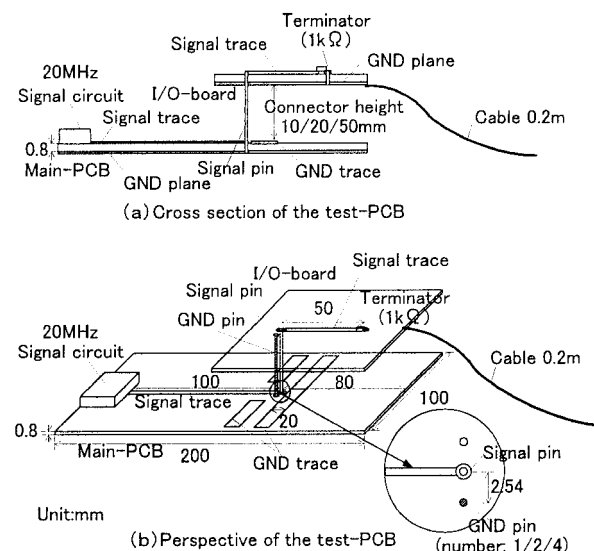 Terminator
(1kΩ)
Signal trace
GND plane
20MHz
Signal circuit
I/O-board
Signal trace
Connector height
10/20/50mm
Cable 0.2m
0.8
Main-PCB
Signal pin
GND trace
GND plane
(a) Cross section of the test-PCB
I/O-board
Signal trace
Signal pin
50
Terminator
(1kΩ)
GND pin
20MHz
Signal circuit
Cable 0.2m
100
80
Signal trace
100
20
0.8
Main-PCB
GND trace
200
Signal pin
2.54
Unit:mm
GND pin
(number: 1/2/4)
(b) Perspective of the test-PCB